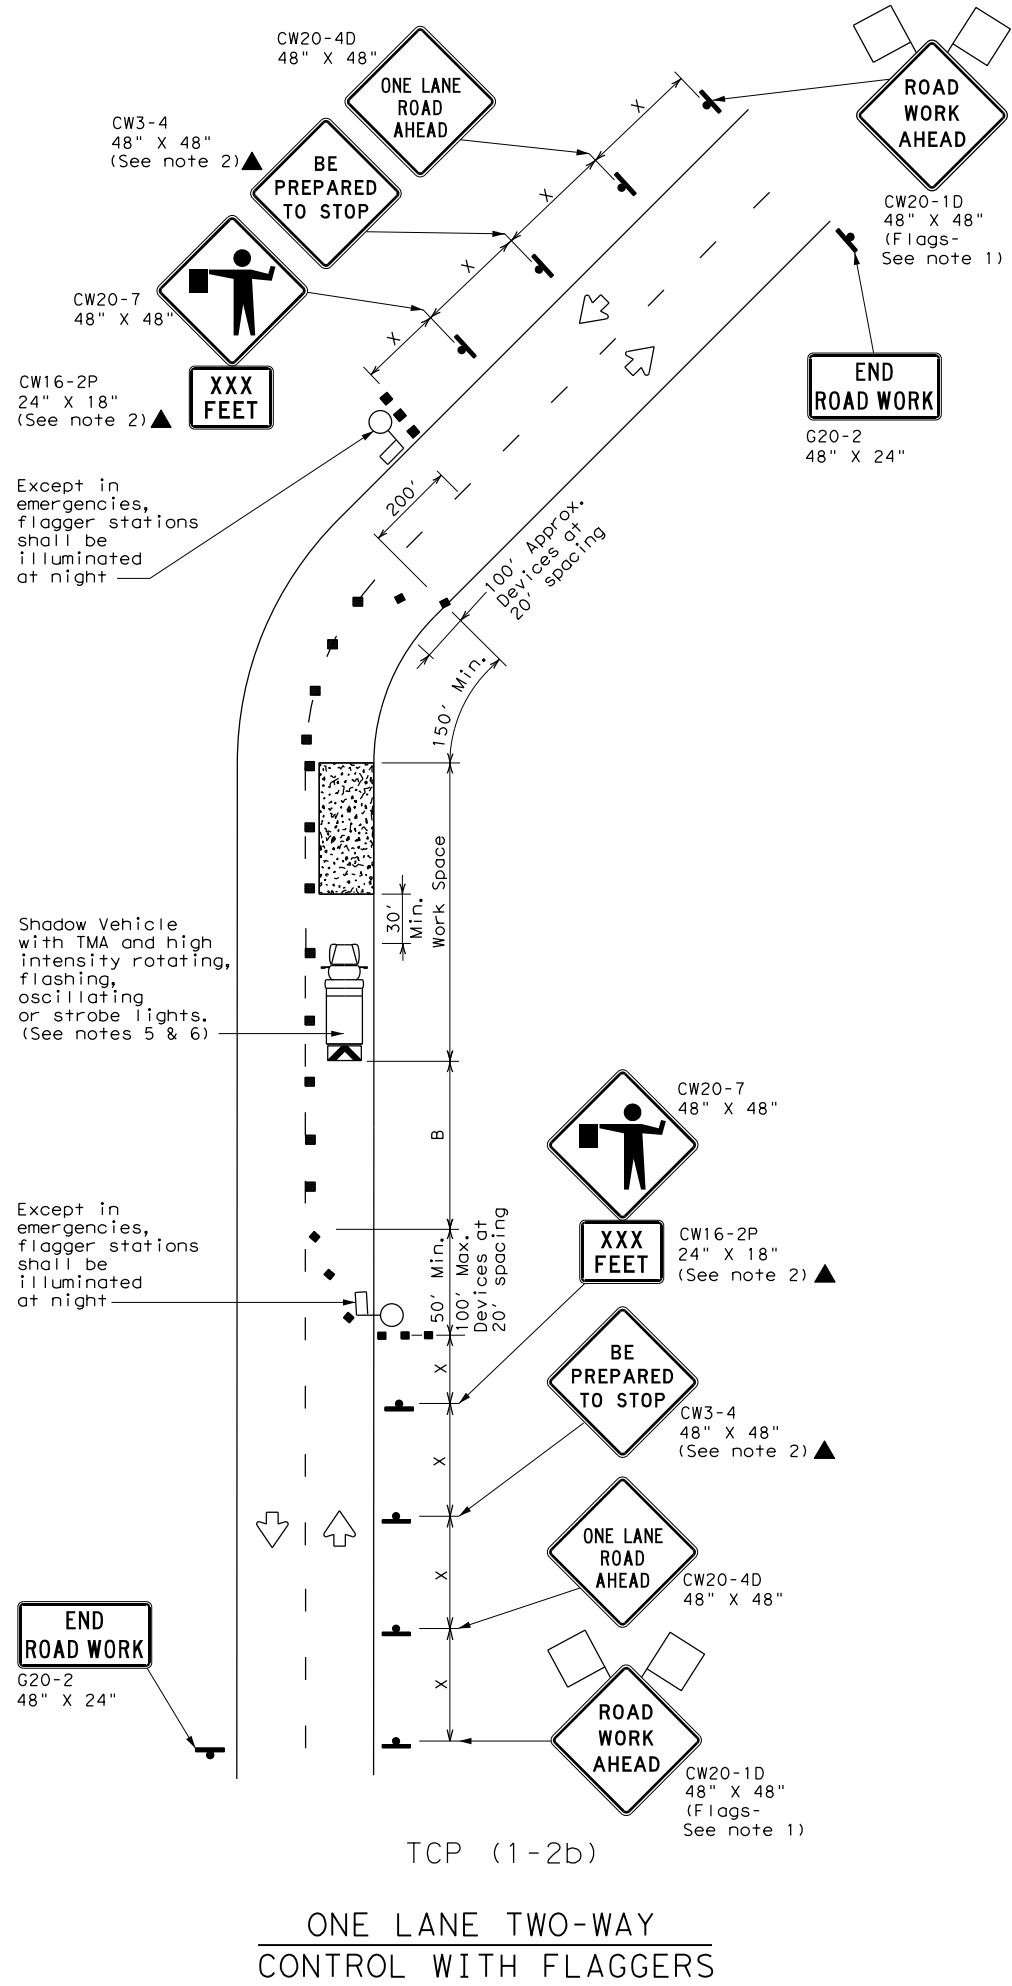 CW20-4D
48" X 48"
ONE LANE
ROAD
AHEAD
X
ROAD
WORK
AHEAD
CW3-4
48" X 48"
(See note 2)
BE
PREPARED
TO STOP
X
CW20-1D
48" X 48"
(Flags-
See note 1)
CW20-7
48" X 48"
X
X
CW16-2P
24" X 18"
(See note 2)
XXX
FEET
END
ROAD WORK
G20-2
48" X 24"
Except in
emergencies,
flagger stations
shall be
illuminated
at night
200'
100' Approx.
Devices at
20' spacing
150' Min.
Work Space
30'
Min.
Shadow Vehicle
with TMA and high
intensity rotating,
flashing,
oscillating
or strobe lights.
(See notes 5 & 6)
B
CW20-7
48" X 48"
Except in
emergencies,
flagger stations
shall be
illuminated
at night
50' Min.
100' Max.
Devices at
20' spacing
XXX
FEET
CW16-2P
24" X 18"
(See note 2)
X
BE
PREPARED
TO STOP
CW3-4
48" X 48"
(See note 2)
X
ONE LANE
ROAD
AHEAD
CW20-4D
48" X 48"
X
END
ROAD WORK
G20-2
48" X 24"
X
ROAD
WORK
AHEAD
CW20-1D
48" X 48"
(Flags-
See note 1)
TCP (1-2b)
ONE LANE TWO-WAY
CONTROL WITH FLAGGERS